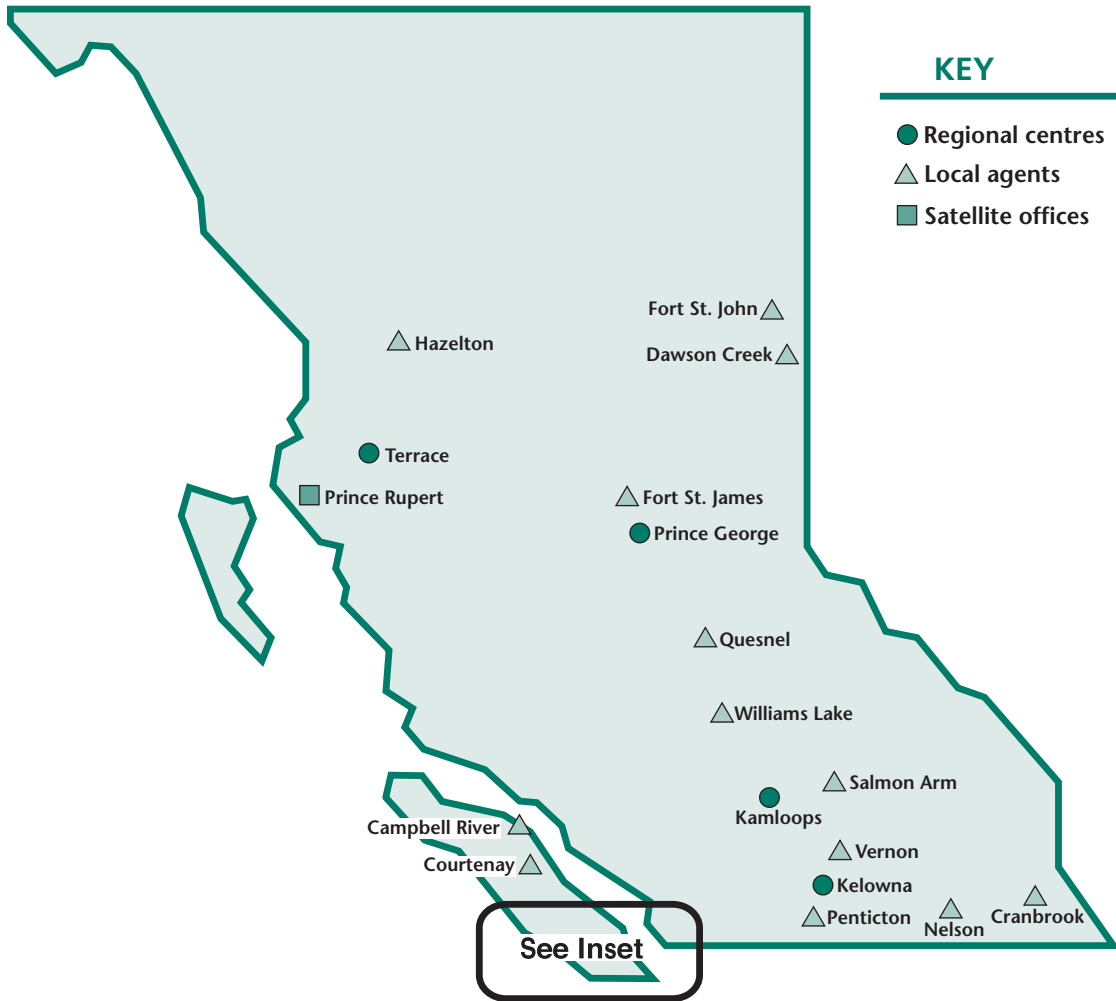 KEY
Regional centres
Local agents
Satellite offices
Fort St. John
Hazelton
Dawson Creek
Terrace
Prince Rupert
Fort St. James
Prince George
Quesnel
Williams Lake
Salmon Arm
Kamloops
Campbell River
Vernon
Courtenay
Kelowna
Penticton
Nelson
Cranbrook
See Inset